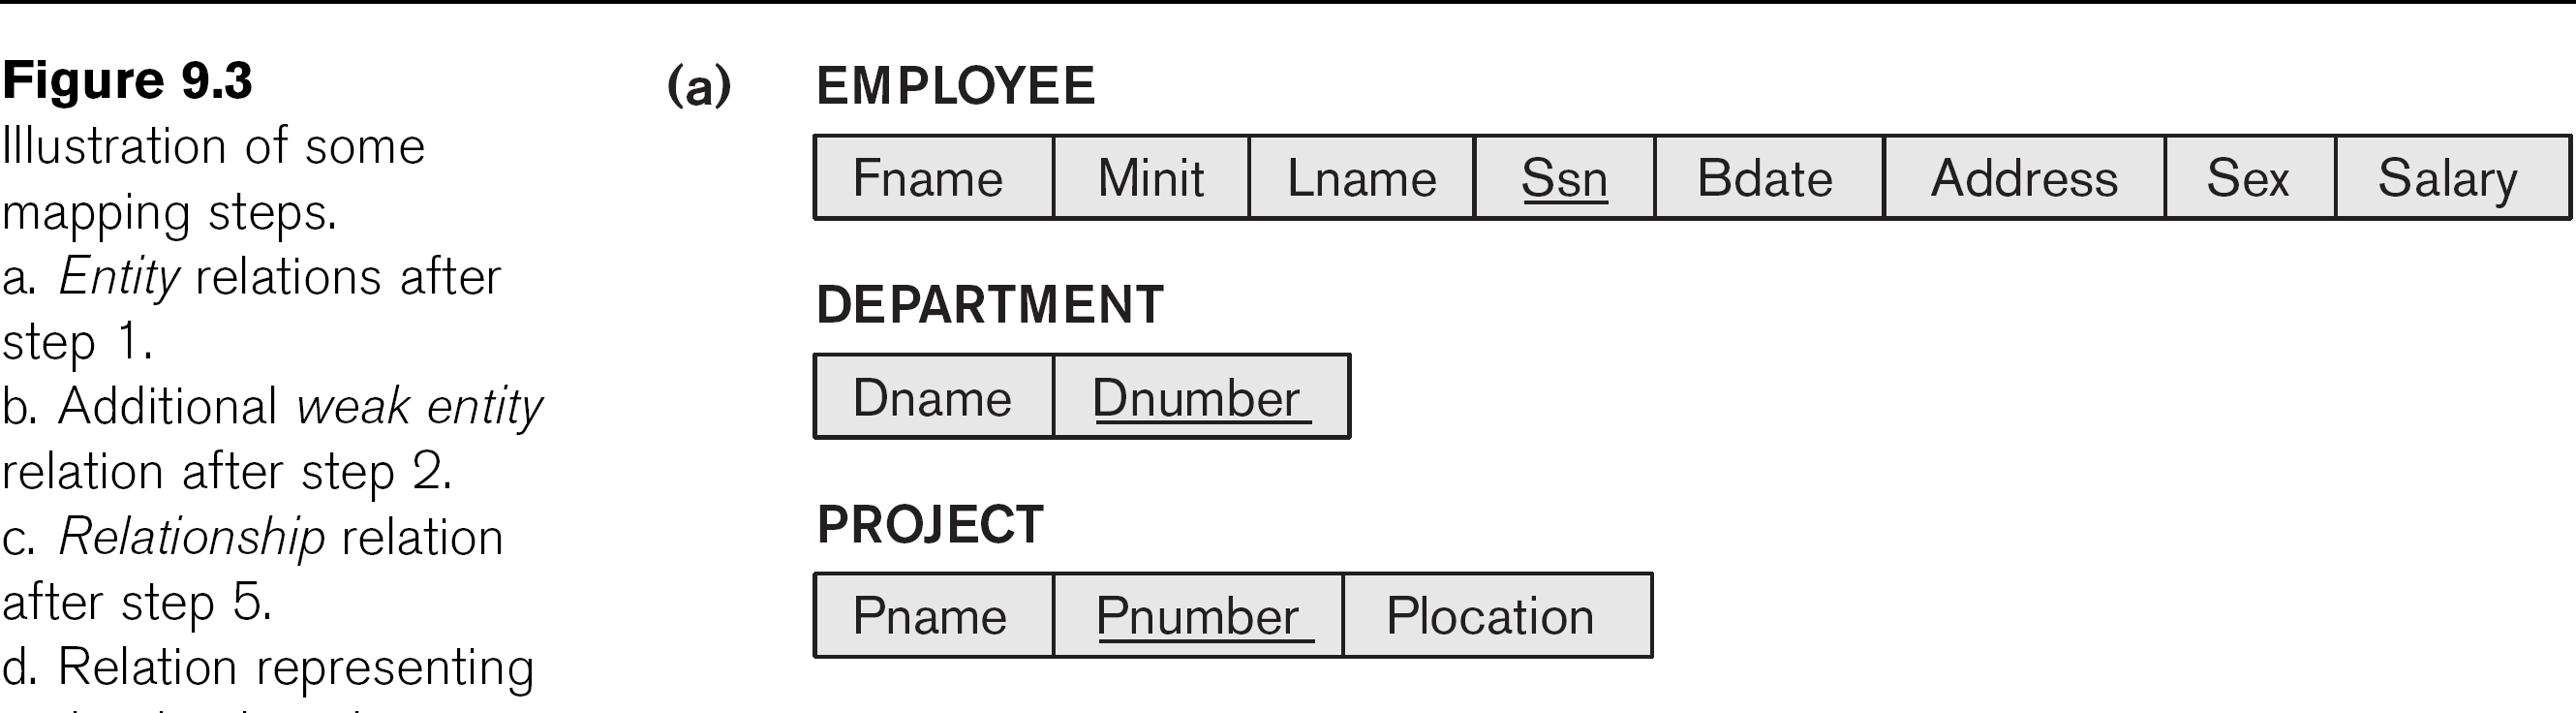 Figure 9.3
Illustration of some
mapping steps.
a. Entity relations after
step 1.
b. Additional weak entity
relation after step 2.
c. Relationship relation
after step 5.
d. Relation representing
(a)
EMPLOYEE
Fname Minit Lname Ssn Bdate Address Sex Salary
DEPARTMENT
Dname Dnumber
PROJECT
Pname Pnumber Plocation